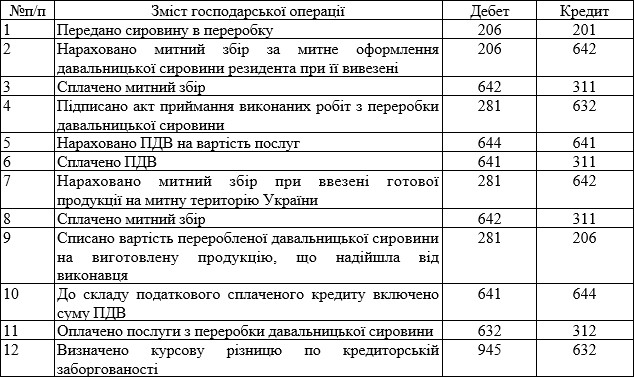 №п/п Зміст господарської операції Дебет Кредит
1 Передано сировину в переробку 206 201
2 Нараховано митний збір за митне оформлення 206 642
давальницької сировини резидента при її вивезені
3 Сплачено митний збір 642 311
4 Підписано акт приймання виконаних робіт з переробки 281 632
давальницької сировини
5 Нараховано ПДВ на вартість послуг 644 641
6 Сплачено ПДВ 641 311
7 Нараховано митний збір при ввезені готової 281 642
продукції на митну територію України
8 Сплачено митний збір 642 311
9 Списано вартість переробленої давальницької сировини 281 206
на виготовлену продукцію, що надійшла від
виконавця
10 До складу податкового сплаченого кредиту включено 641 644
суму ПДВ
11 Оплачено послуги з переробки давальницької сировини 632 312
12 Визначено курсову різницю по кредиторській 945 632
заборгованості